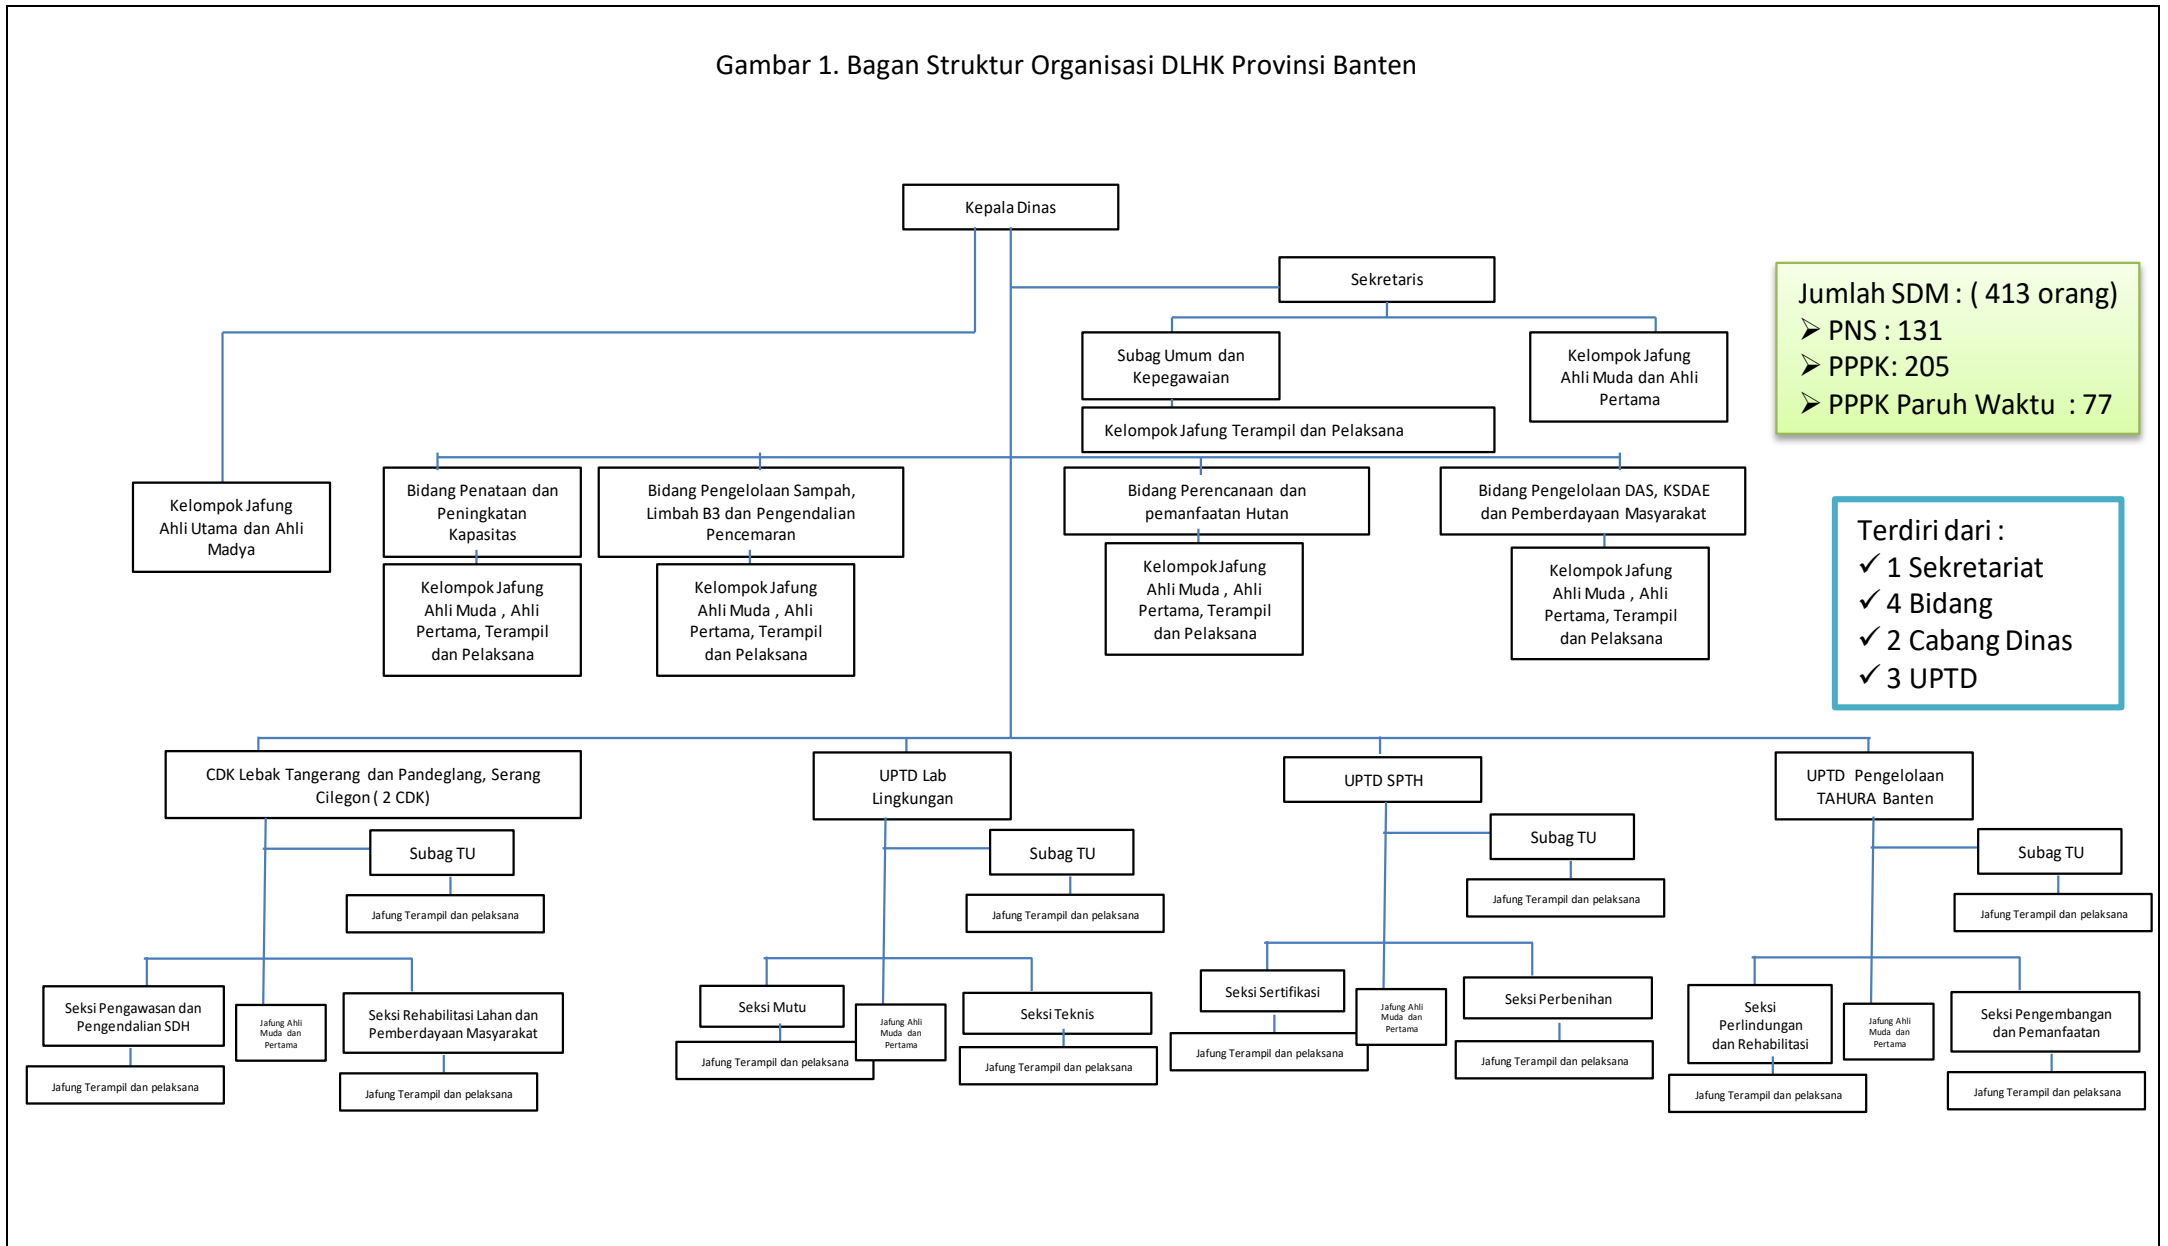 Gambar 1. Bagan Struktur Organisasi DLHK Provinsi Banten
Kepala Dinas
Sekretaris
Jumlah SDM : ( 413 orang)
➢ PNS : 131
➢ PPPK: 205
➢ PPPK Paruh Waktu : 77
Subag Umum dan
Kepegawaian
Kelompok Jafung
Ahli Muda dan Ahli
Pertama
Kelompok Jafung Terampil dan Pelaksana
Kelompok Jafung
Ahli Utama dan Ahli
Madya
Bidang Penataan dan
Peningkatan
Kapasitas
Bidang Pengelolaan Sampah,
Limbah B3 dan Pengendalian
Pencemaran
Bidang Perencanaan dan
pemanfaatan Hutan
Bidang Pengelolaan DAS, KSDAE
dan Pemberdayaan Masyarakat
Terdiri dari :
✓ 1 Sekretariat
✓ 4 Bidang
✓ 2 Cabang Dinas
✓ 3 UPTD
Kelompok Jafung
Ahli Muda , Ahli
Pertama, Terampil
dan Pelaksana
Kelompok Jafung
Ahli Muda , Ahli
Pertama, Terampil
dan Pelaksana
Kelompok Jafung
Ahli Muda , Ahli
Pertama, Terampil
dan Pelaksana
Kelompok Jafung
Ahli Muda , Ahli
Pertama, Terampil
dan Pelaksana
CDK Lebak Tangerang dan Pandeglang, Serang
Cilegon ( 2 CDK)
UPTD Lab
Lingkungan
UPTD SPTH
UPTD Pengelolaan
TAHURA Banten
Subag TU
Subag TU
Subag TU
Subag TU
Jafung Terampil dan pelaksana
Jafung Terampil dan pelaksana
Jafung Terampil dan pelaksana
Jafung Terampil dan pelaksana
Seksi Pengawasan dan
Pengendalian SDH
Jafung Ahli
Muda dan
Pertama
Seksi Rehabilitasi Lahan dan
Pemberdayaan Masyarakat
Seksi Mutu
Jafung Ahli
Muda dan
Pertama
Seksi Teknis
Seksi Sertifikasi
Jafung Ahli
Muda dan
Pertama
Seksi Perbenihan
Seksi
Perlindungan
dan Rehabilitasi
Jafung Ahli
Muda dan
Pertama
Seksi Pengembangan
dan Pemanfaatan
Jafung Terampil dan pelaksana
Jafung Terampil dan pelaksana
Jafung Terampil dan pelaksana
Jafung Terampil dan pelaksana
Jafung Terampil dan pelaksana
Jafung Terampil dan pelaksana
Jafung Terampil dan pelaksana
Jafung Terampil dan pelaksana